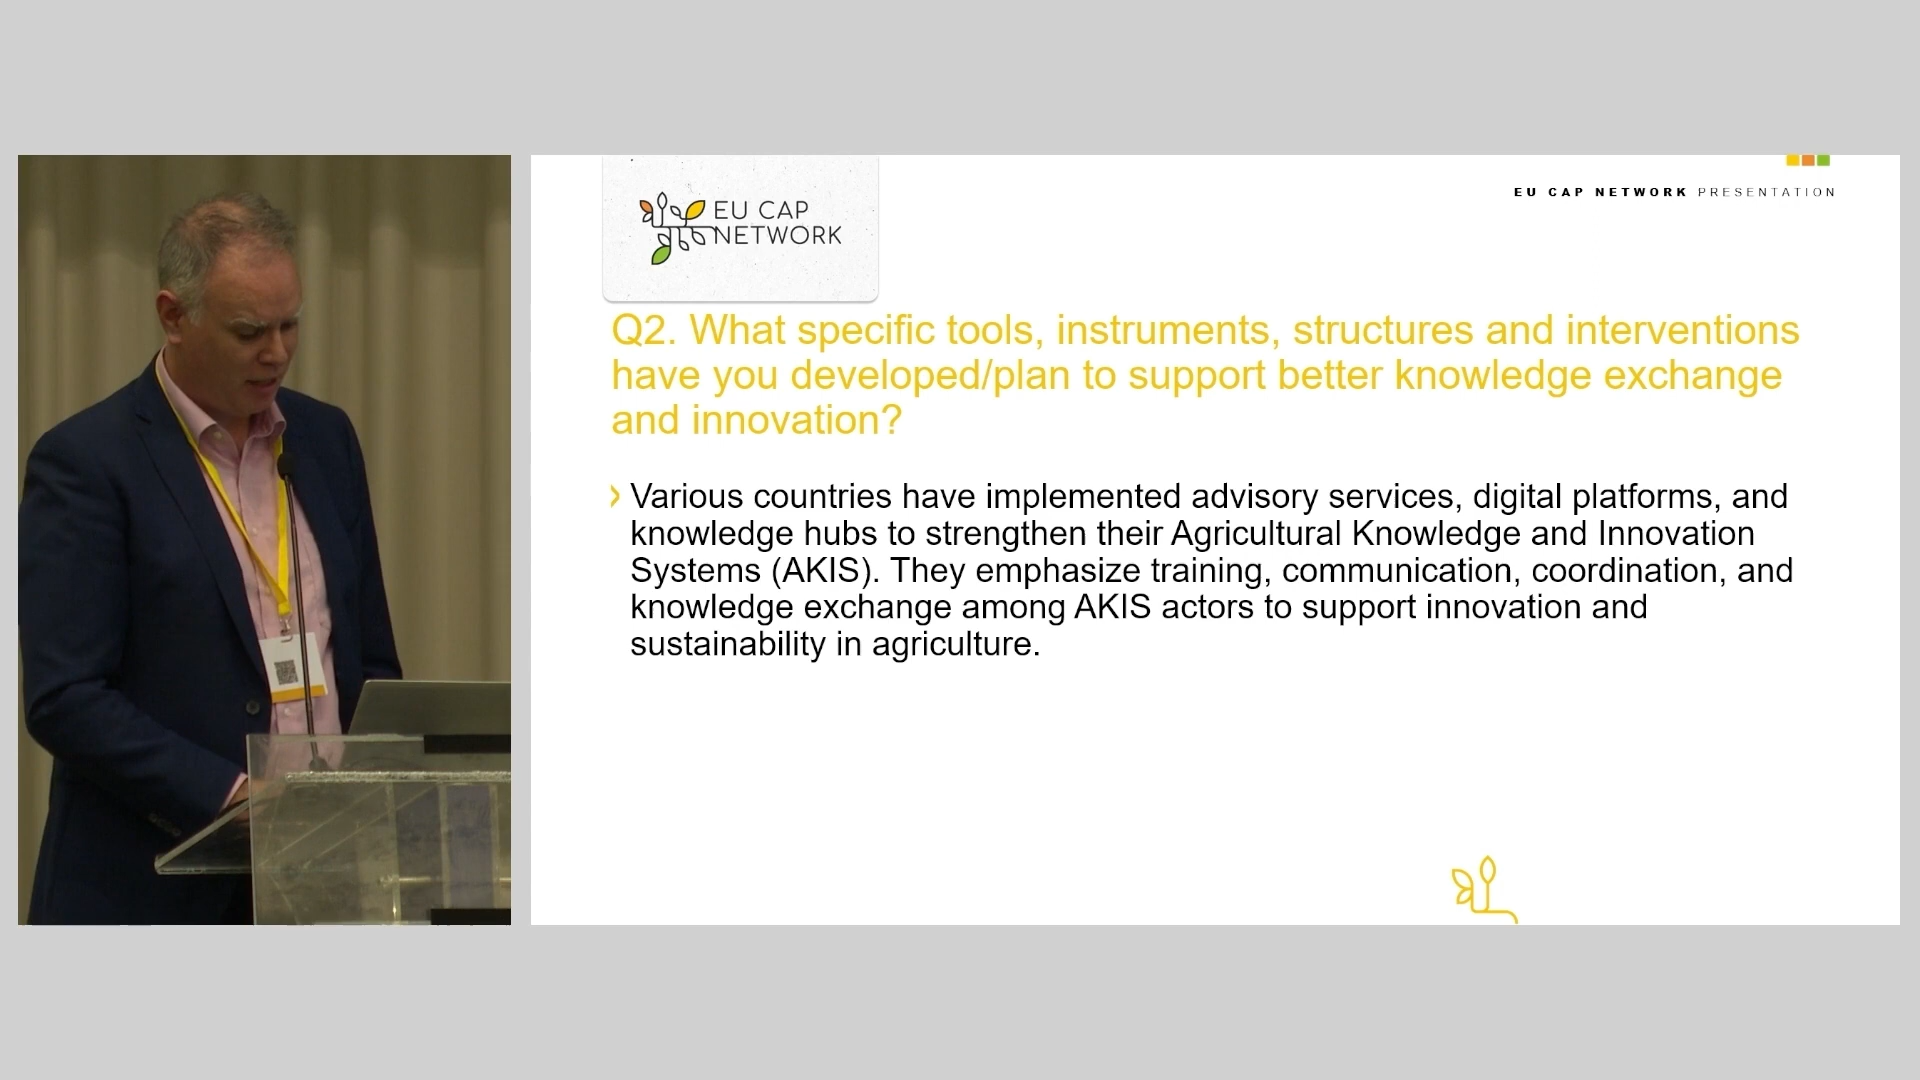 EU CAP
NETWORK
EU CAP NETWORK PRESENTATION
Q2. What specific tools, instruments, structures and interventions
have you developed/plan to support better knowledge exchange
and innovation?
Various countries have implemented advisory services, digital platforms, and
knowledge hubs to strengthen their Agricultural Knowledge and Innovation
Systems (AKIS). They emphasize training, communication, coordination, and
knowledge exchange among AKIS actors to support innovation and
sustainability in agriculture.